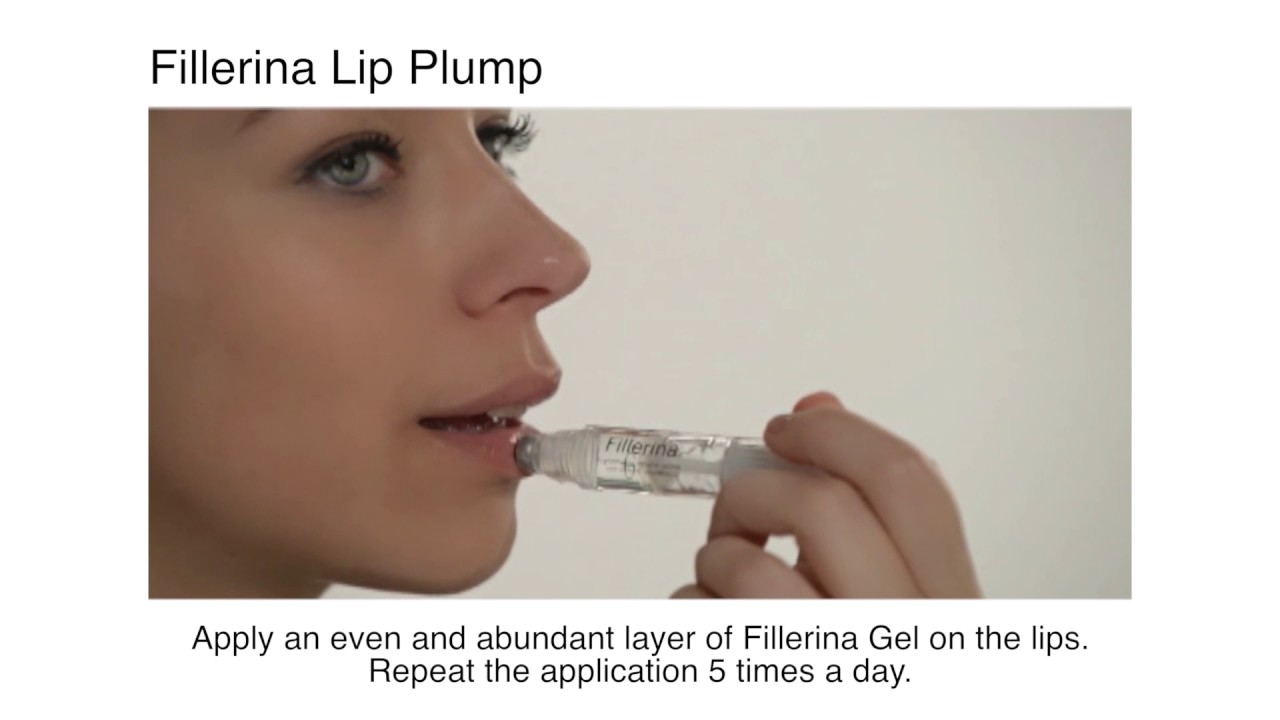 Fillerina Lip Plump
Fillerina
Apply an even and abundant layer of Fillerina Gel on the lips.
Repeat the application 5 times a day.